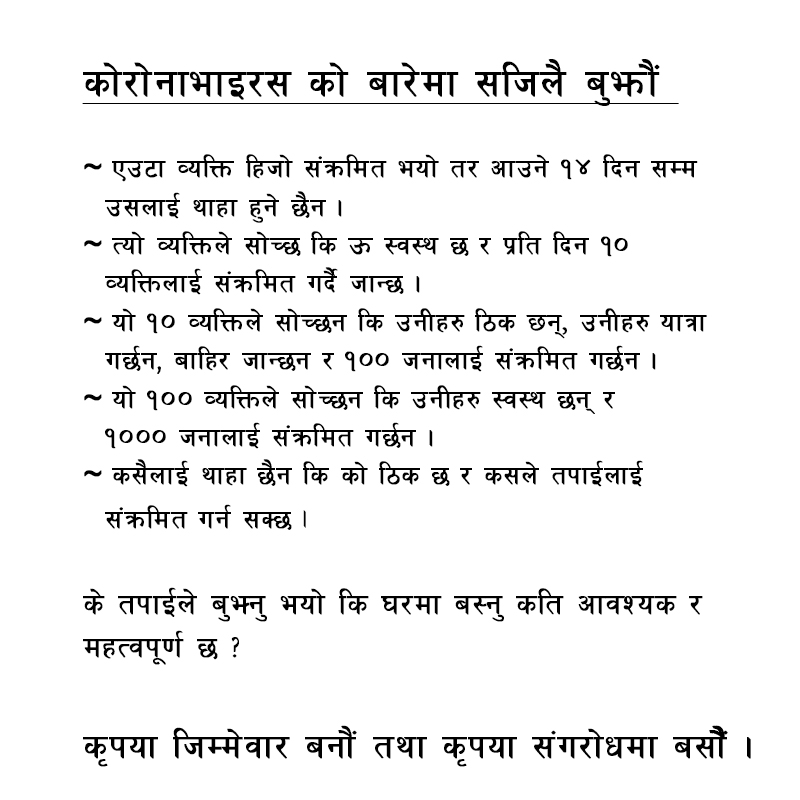 कोरोनाभाइरस को बारेमा सजिलै बुझौं
~ एउटा व्यक्ति हिजो संक्रमित भयो तर आउने १४ दिन सम्म
उसलाई थाहा हुने छैन ।
~ त्यो व्यक्तिले सोच्छ कि ऊ स्वस्थ छ र प्रति दिन १०
व्यक्तिलाई संक्रमित गर्दै जान्छ ।
~ यो १० व्यक्तिले सोच्छन कि उनीहरु ठिक छन्, उनीहरु यात्रा
गर्छन, बाहिर जान्छन र १०० जनालाई संक्रमित गर्छन ।
~ यो १०० व्यक्तिले सोच्छन कि उनीहरु स्वस्थ छन् र
१००० जनालाई संक्रमित गर्छन ।
~ कसैलाई थाहा छैन कि को ठिक छ र कसले तपाईलाई
संक्रमित गर्न सक्छ ।
के तपाईले बुझ्नु भयो कि घरमा बस्नु कति आवश्यक र
महत्वपूर्ण छ ?
कृपया जिम्मेवार बनौं तथा कृपया संगरोधमा बसौं ।